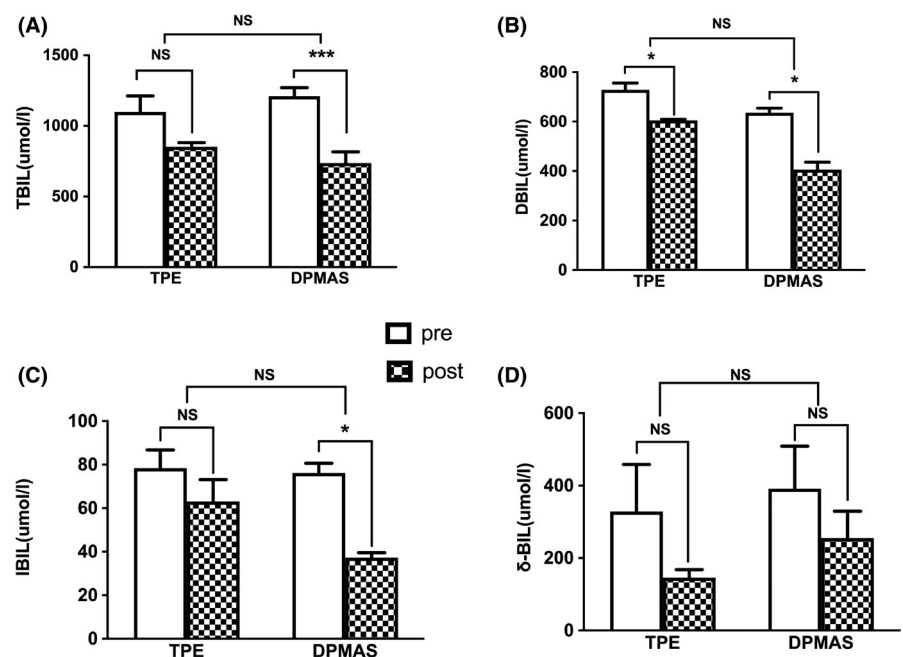 (A)
NS
NS
***
TBIL(umol/l)
1500
1000
500
0
TPE
DPMAS
(B)
NS
*
*
DBIL(umol/l)
800
600
400
200
0
TPE
DPMAS
pre
post
(C)
NS
NS
*
IBIL(umol/l)
100
80
60
40
20
0
TPE
DPMAS
(D)
NS
NS
NS
δ-BIL(umol/l)
600
400
200
0
TPE
DPMAS